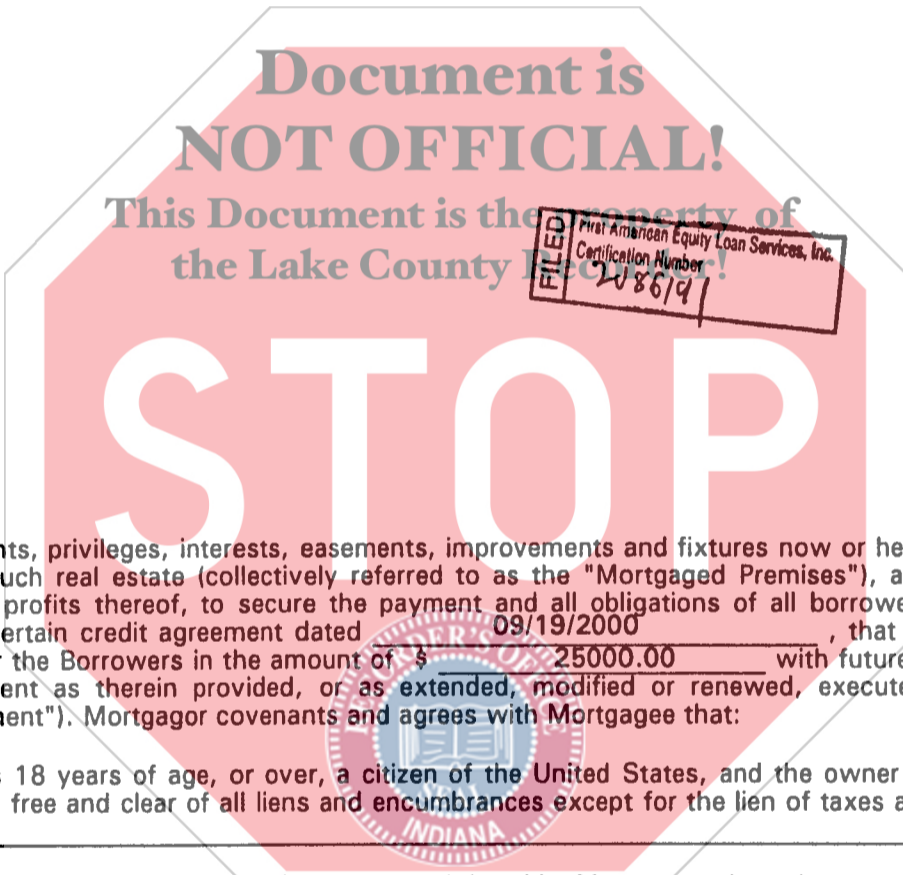 Document is
NOT OFFICIAL!
This Document is the property of
the Lake County Recorder!
FILED
First American Equity Loan Services, Inc.
Certification Number
STOP
nts, privileges, interests, easements, improvements and fixtures now or he
uch real estate (collectively referred to as the "Mortgaged Premises"), a
profits thereof, to secure the payment and all obligations of all borrowe
ertain credit agreement dated 09/19/2000, that
the Borrowers in the amount of $ 25000.00 with future
ent as therein provided, or as extended, modified or renewed, execute
ent"). Mortgagor covenants and agrees with Mortgagee that:
18 years of age, or over, a citizen of the United States, and the owner
free and clear of all liens and encumbrances except for the lien of taxes a
RECORDER'S OFFICE
SEAL
INDIANA